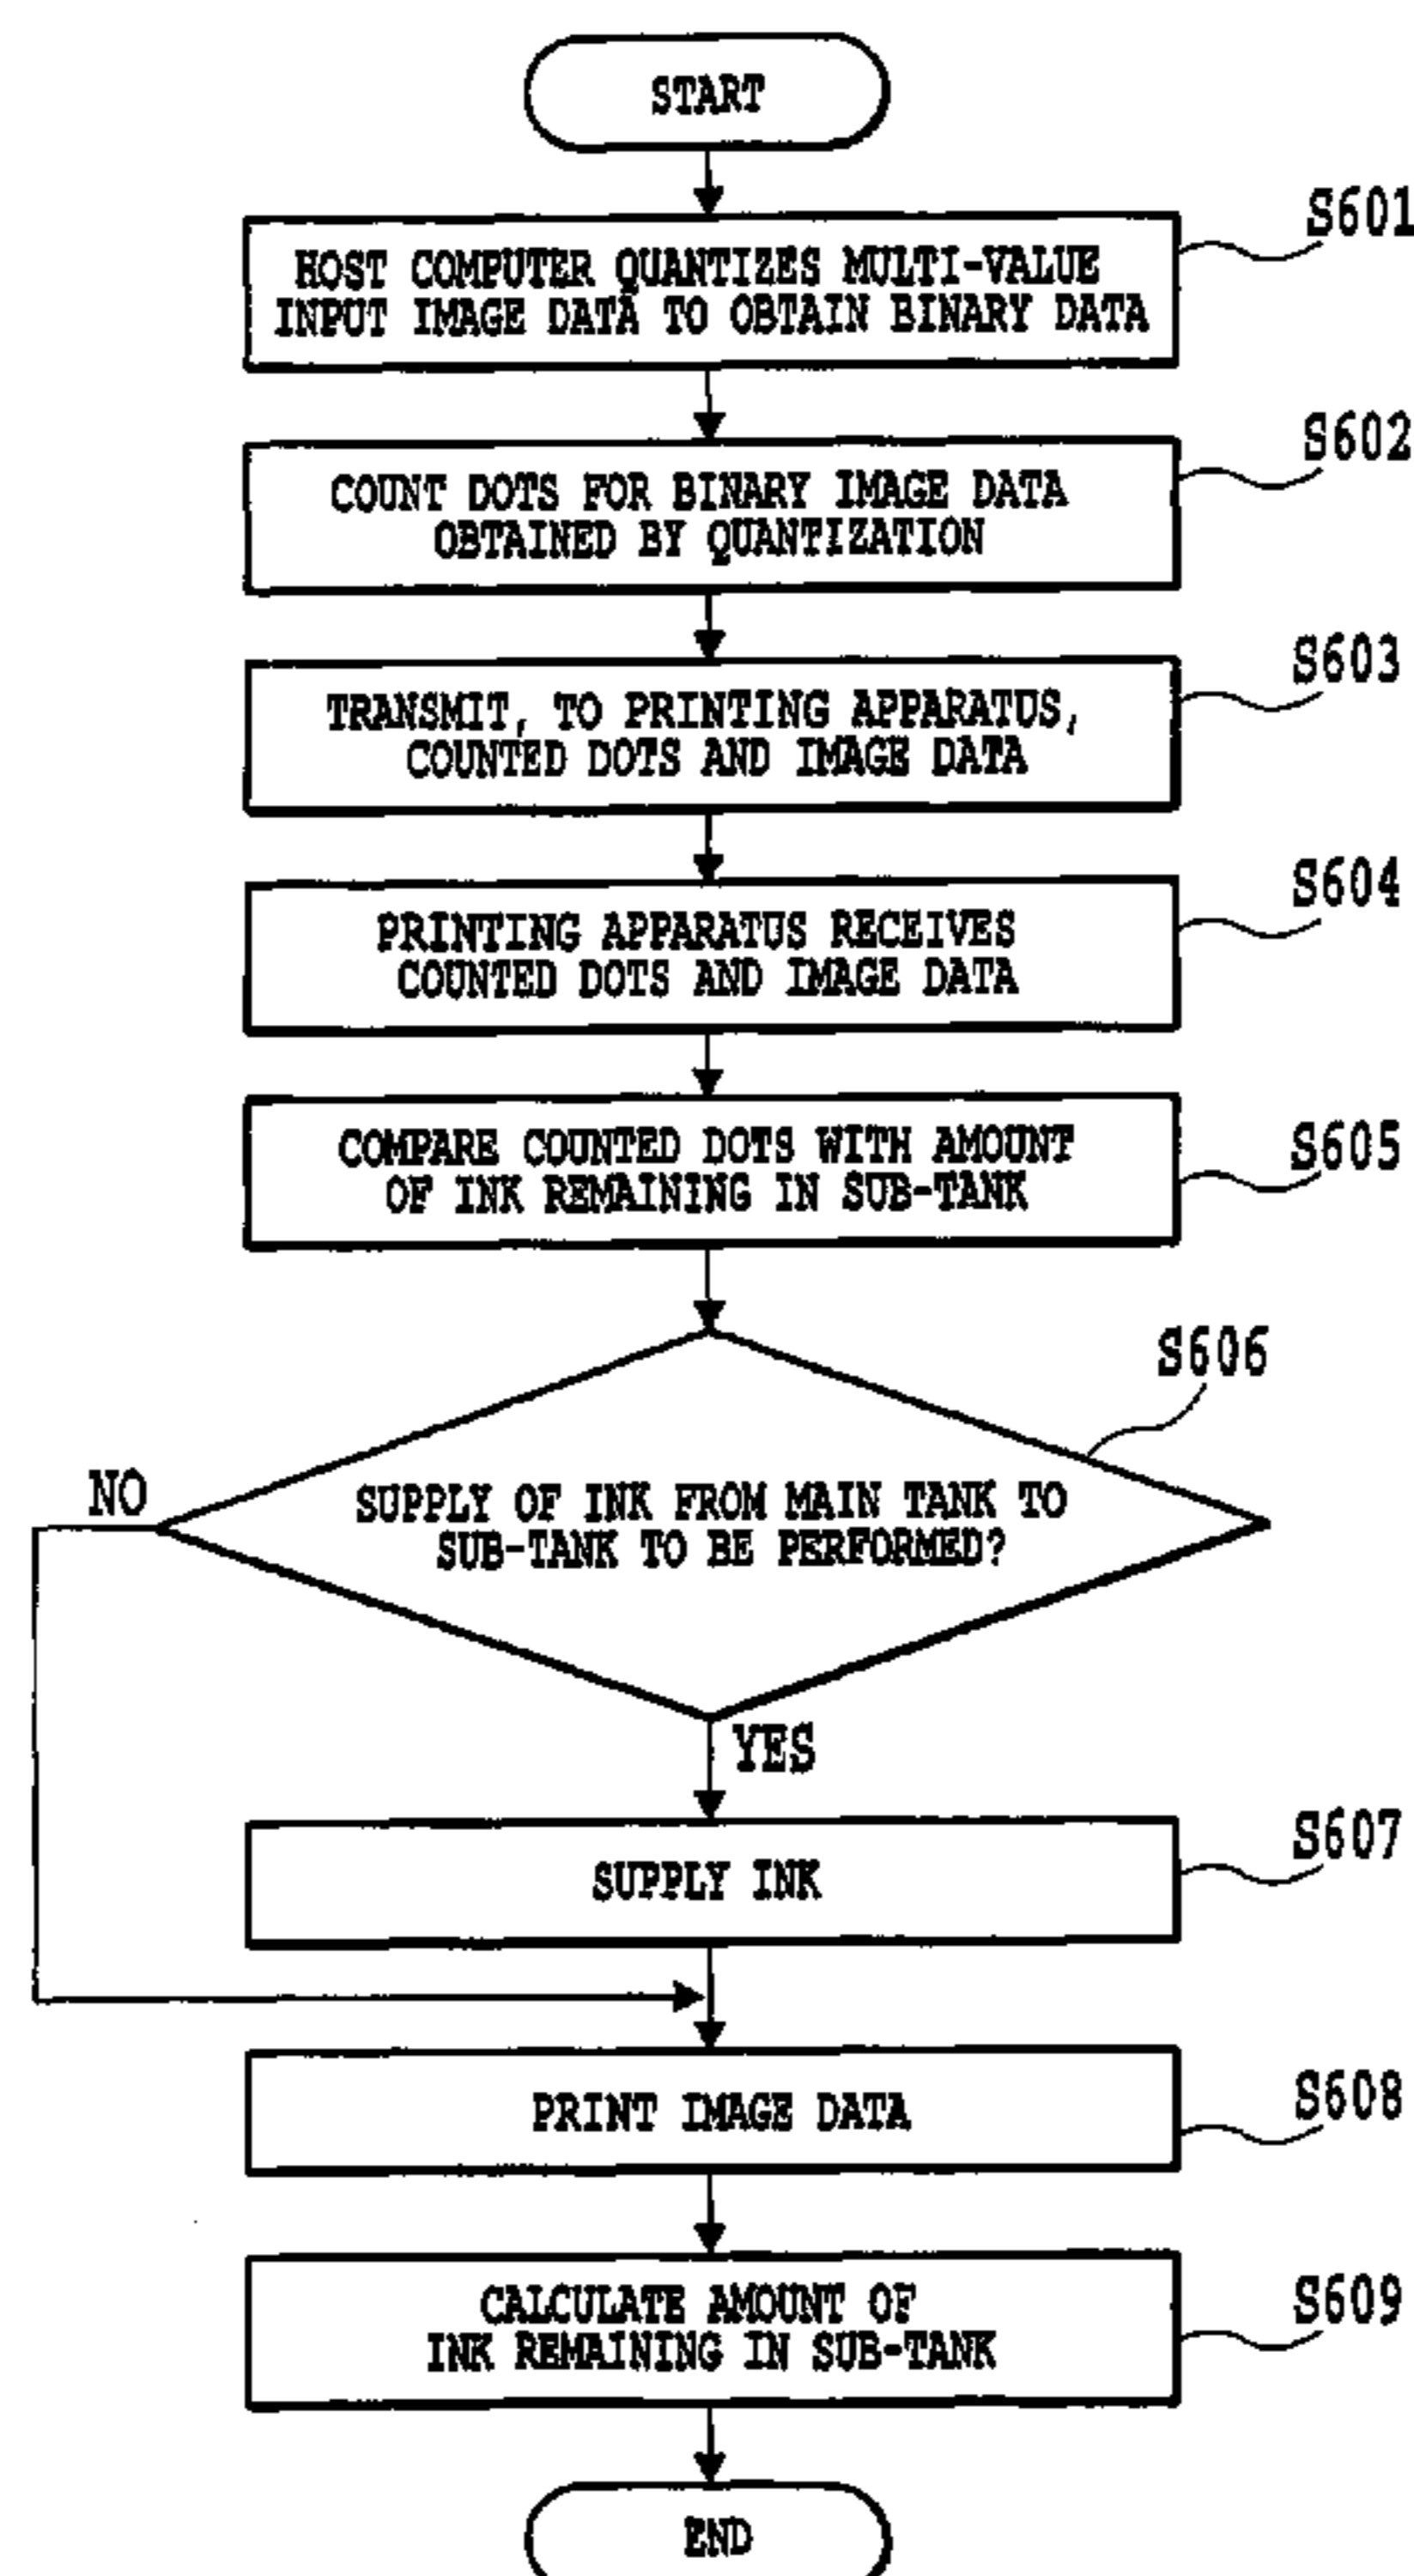 START
S601
HOST COMPUTER QUANTIZES MULTI-VALUE
INPUT IMAGE DATA TO OBTAIN BINARY DATA
S602
COUNT DOTS FOR BINARY IMAGE DATA
OBTAINED BY QUANTIZATION
S603
TRANSMIT, TO PRINTING APPARATUS,
COUNTED DOTS AND IMAGE DATA
S604
PRINTING APPARATUS RECEIVES
COUNTED DOTS AND IMAGE DATA
S605
COMPARE COUNTED DOTS WITH AMOUNT
OF INK REMAINING IN SUB-TANK
S606
NO
SUPPLY OF INK FROM MAIN TANK TO
SUB-TANK TO BE PERFORMED?
YES
S607
SUPPLY INK
S608
PRINT IMAGE DATA
S609
CALCULATE AMOUNT OF
INK REMAINING IN SUB-TANK
END